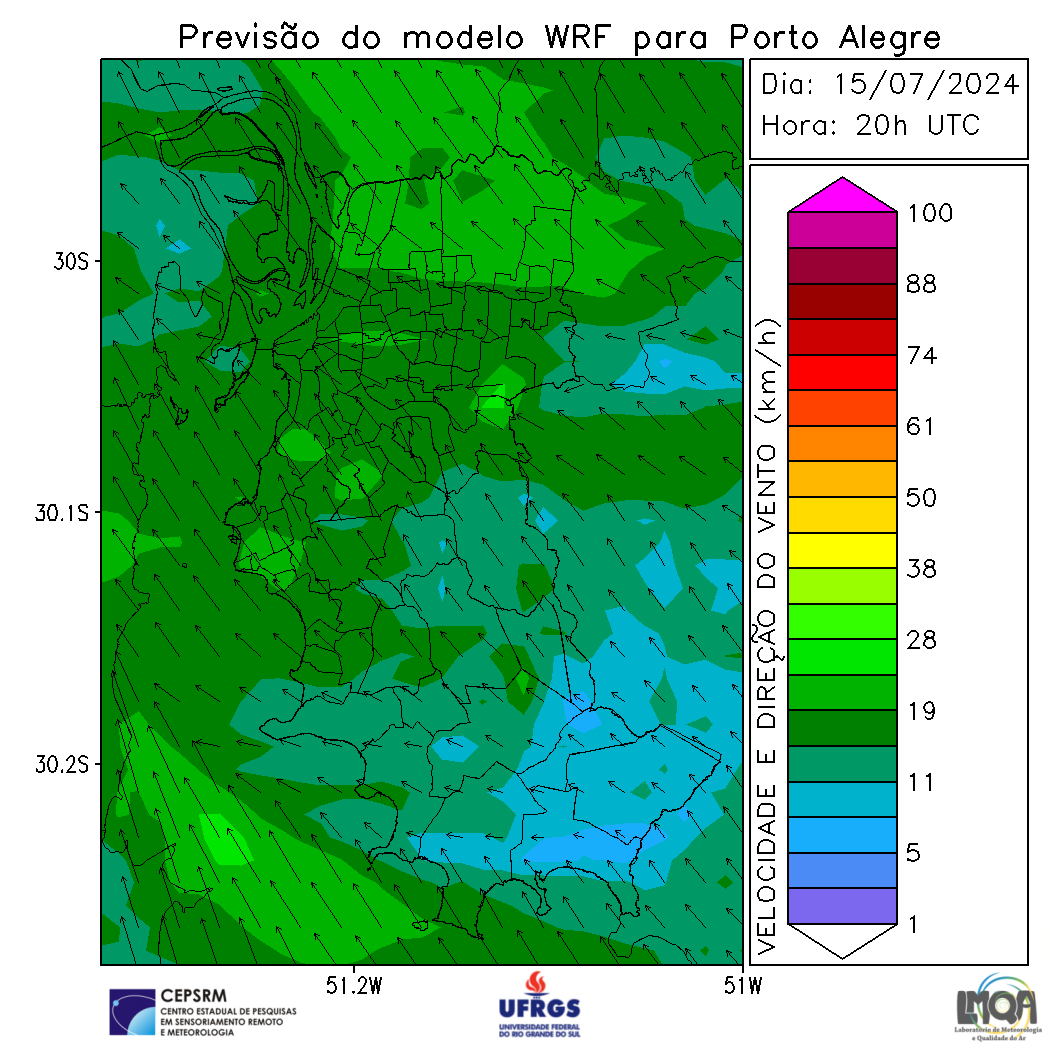 Previsão do modelo WRF para Porto Alegre
Dia: 15/07/2024
Hora: 20h UTC
30S
30.1S
30.2S
51.2W
51W
VELOCIDADE E DIREÇÃO DO VENTO (km/h)
100
88
74
61
50
38
28
19
11
5
1
CEPSRM
CENTRO ESTADUAL DE PESQUISAS
EM SENSORIAMENTO REMOTO
E METEOROLOGIA
UFRGS
UNIVERSIDADE FEDERAL
DO RIO GRANDE DO SUL
LMQA
Laboratório de Meteorologia
e Qualidade do Ar